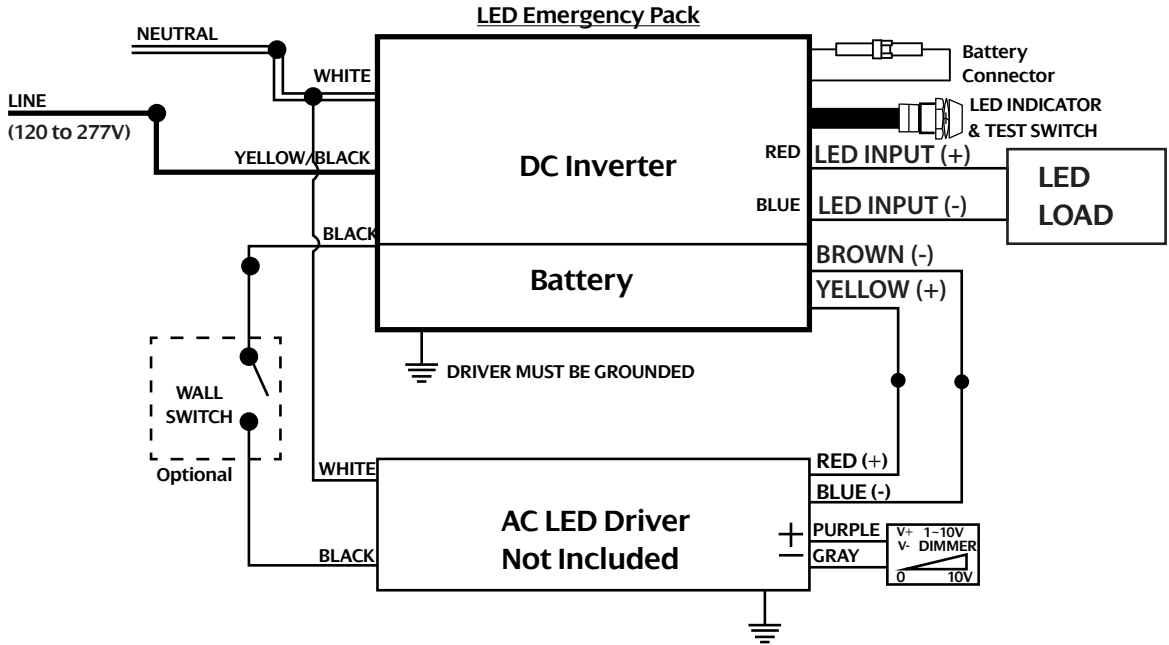 LED Emergency Pack
NEUTRAL
WHITE
LINE
(120 to 277V)
YELLOW/BLACK
BLACK
DC Inverter
Battery
Battery
Connector
LED INDICATOR
& TEST SWITCH
RED
LED INPUT (+)
BLUE
LED INPUT (-)
LED
LOAD
BROWN (-)
YELLOW (+)
DRIVER MUST BE GROUNDED
WALL
SWITCH
Optional
WHITE
BLACK
AC LED Driver
Not Included
RED (+)
BLUE (-)
+ PURPLE
− GRAY
V+ 1~10V
V- DIMMER
0 10V